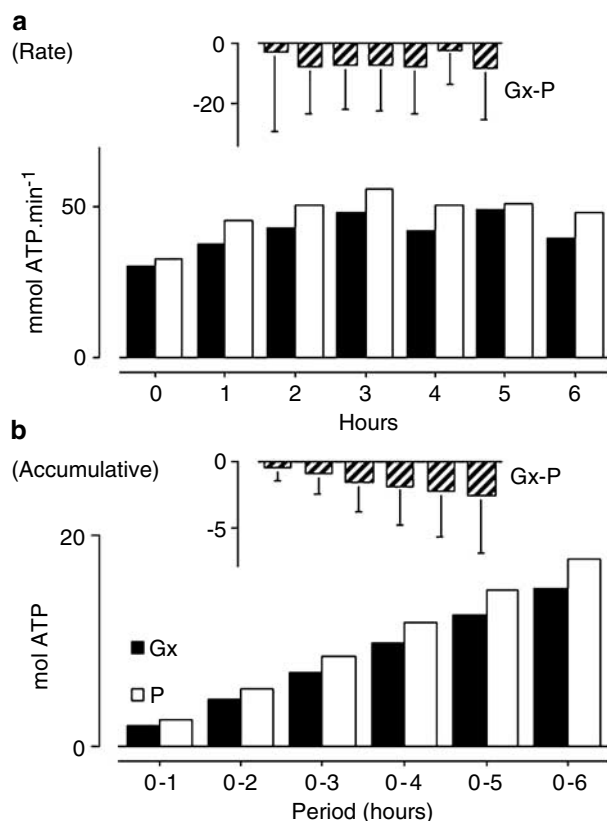 a
(Rate)
0
-20
Gx-P
mmol ATP.min⁻¹
50
0
0 1 2 3 4 5 6
Hours
b
(Accumulative)
0
-5
Gx-P
mol ATP
20
0
Gx
P
0-1 0-2 0-3 0-4 0-5 0-6
Period (hours)